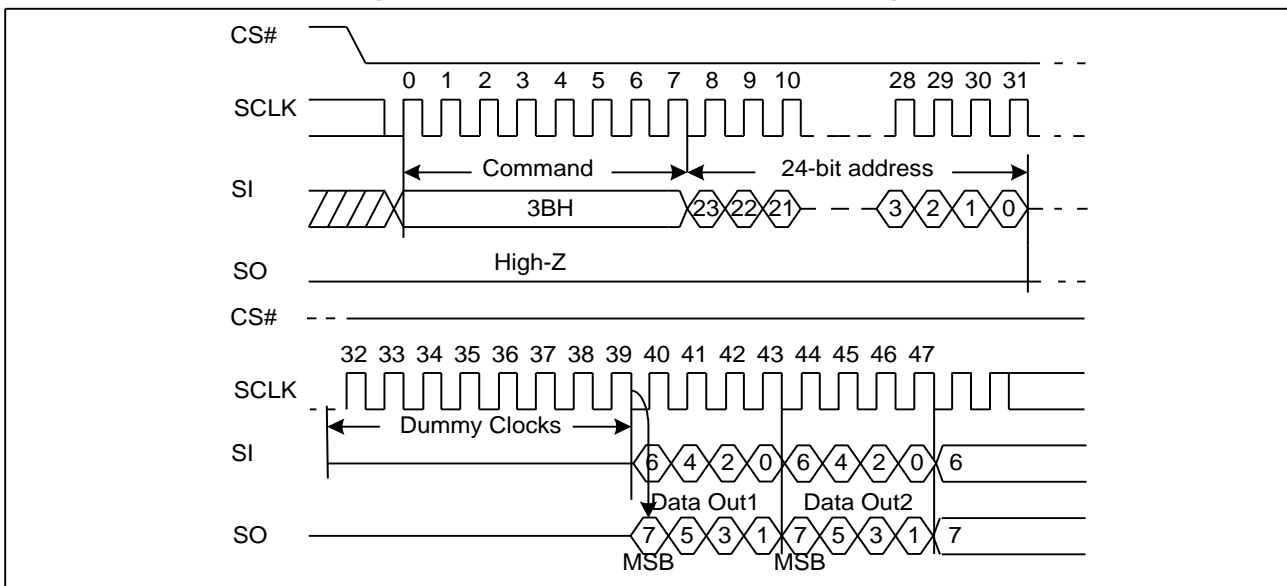 CS#
0 1 2 3 4 5 6 7 8 9 10 28 29 30 31
SCLK
Command 24-bit address
SI
3BH 23 22 21 3 2 1 0
High-Z
SO
CS#
32 33 34 35 36 37 38 39 40 41 42 43 44 45 46 47
SCLK
Dummy Clocks
SI
6 4 2 0 6 4 2 0 6
Data Out1 Data Out2
SO
7 5 3 1 7 5 3 1 7
MSB MSB